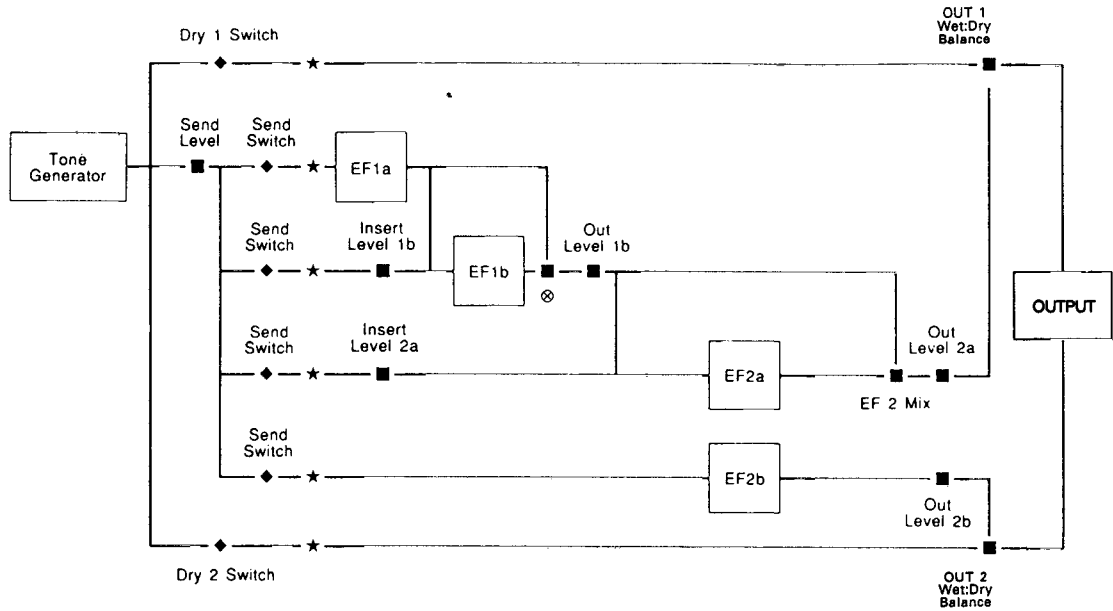 OUT 1
Wet:Dry
Balance
Dry 1 Switch
Send
Level
Send
Switch
Tone
Generator
EF1a
Send
Switch
Insert
Level 1b
Out
Level 1b
EF1b
OUTPUT
Send
Switch
Insert
Level 2a
Out
Level 2a
EF2a
EF 2 Mix
Send
Switch
EF2b
Out
Level 2b
Dry 2 Switch
OUT 2
Wet:Dry
Balance